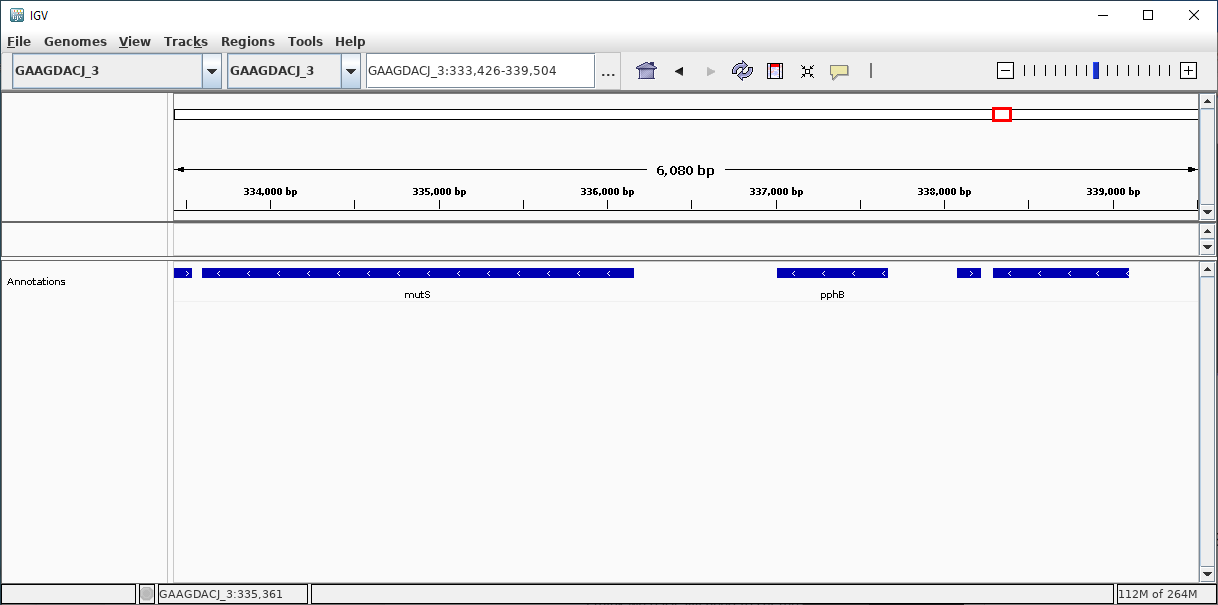 IGV
File Genomes View Tracks Regions Tools Help
GAAGDACJ_3 GAAGDACJ_3 GAAGDACJ_3:333,426-339,504 ...
6,080 bp
334,000 bp 335,000 bp 336,000 bp 337,000 bp 338,000 bp 339,000 bp
Annotations
mutS pphB
GAAGDACJ_3:335,361 112M of 264M